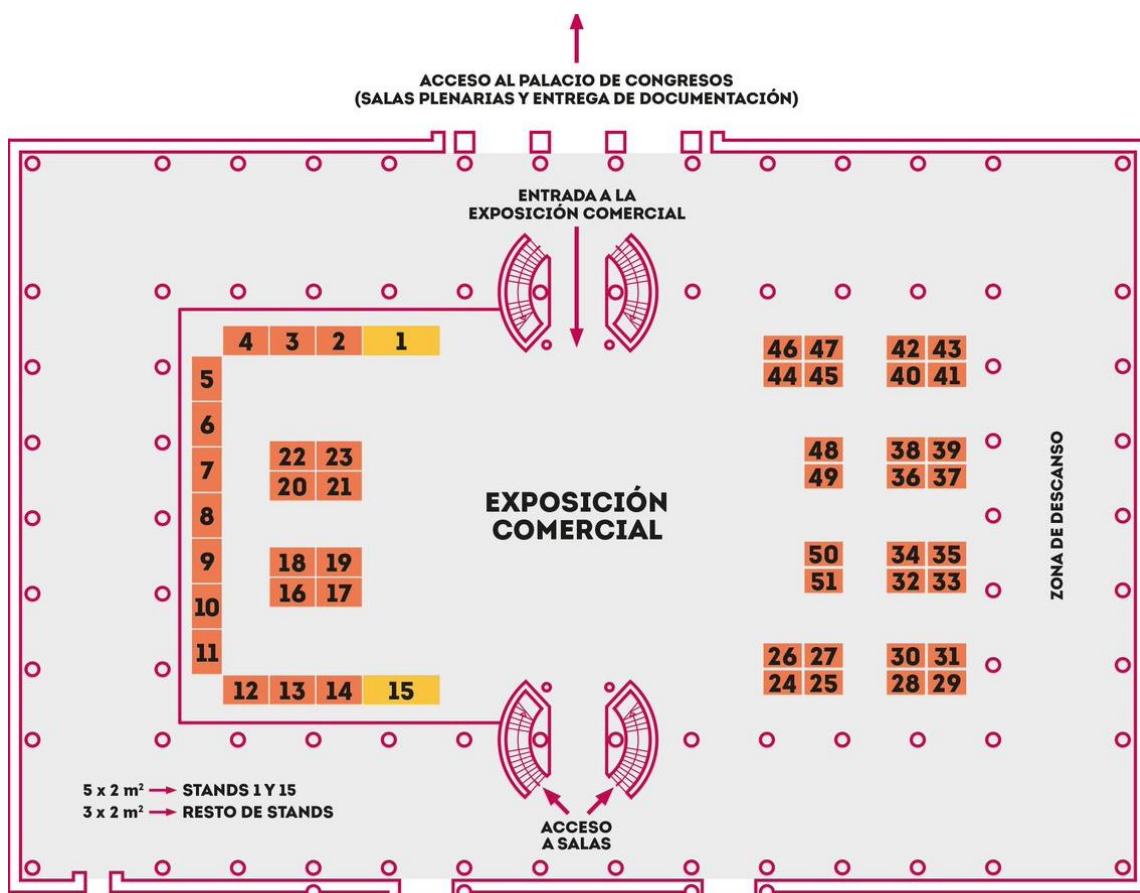 ACCESO AL PALACIO DE CONGRESOS
(SALAS PLENARIAS Y ENTREGA DE DOCUMENTACIÓN)
ENTRADA A LA
EXPOSICIÓN COMERCIAL
4 3 2 1
46 47 42 43
44 45 40 41
5
6
7
8
9
10
11
22 23
20 21
48 38 39
49 36 37
EXPOSICIÓN
COMERCIAL
ZONA DE DESCANSO
18 19
16 17
50 34 35
51 32 33
26 27 30 31
24 25 28 29
12 13 14 15
5 x 2 m² → STANDS 1 Y 15
3 x 2 m² → RESTO DE STANDS
ACCESO
A SALAS